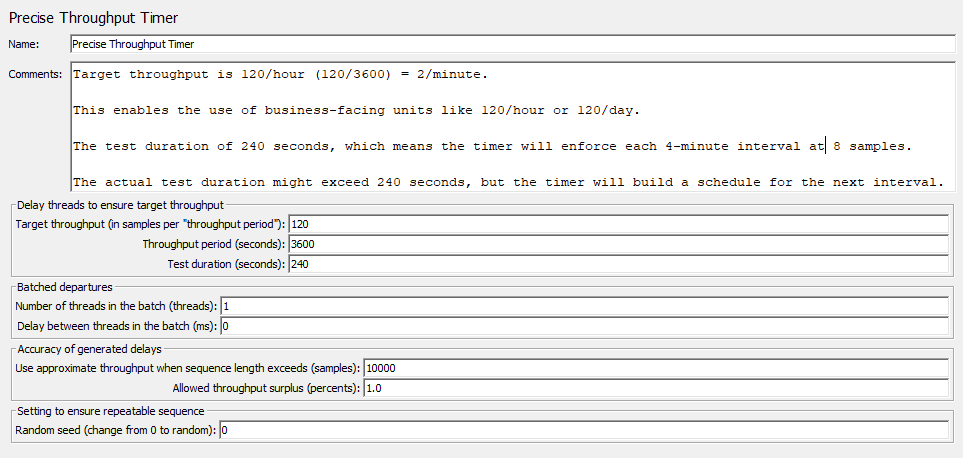 Precise Throughput Timer
Name: Precise Throughput Timer
Comments: Target throughput is 120/hour (120/3600) = 2/minute.
This enables the use of business-facing units like 120/hour or 120/day.
The test duration of 240 seconds, which means the timer will enforce each 4-minute interval at 8 samples.
The actual test duration might exceed 240 seconds, but the timer will build a schedule for the next interval.
Delay threads to ensure target throughput
Target throughput (in samples per "throughput period"): 120
Throughput period (seconds): 3600
Test duration (seconds): 240
Batched departures
Number of threads in the batch (threads): 1
Delay between threads in the batch (ms): 0
Accuracy of generated delays
Use approximate throughput when sequence length exceeds (samples): 10000
Allowed throughput surplus (percents): 1.0
Setting to ensure repeatable sequence
Random seed (change from 0 to random): 0